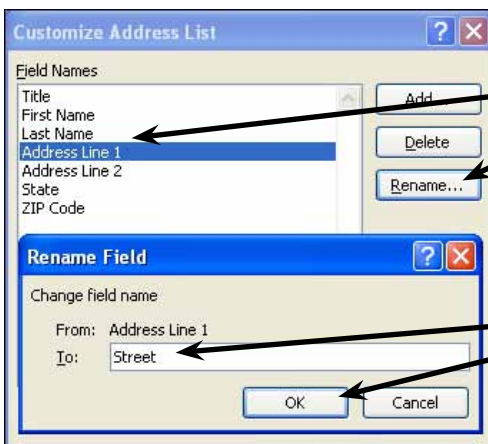 Customize Address List
Field Names
Title
First Name
Last Name
Address Line 1
Address Line 2
State
ZIP Code
Add...
Delete
Rename...
Rename Field
Change field name
From: Address Line 1
To: Street
OK Cancel